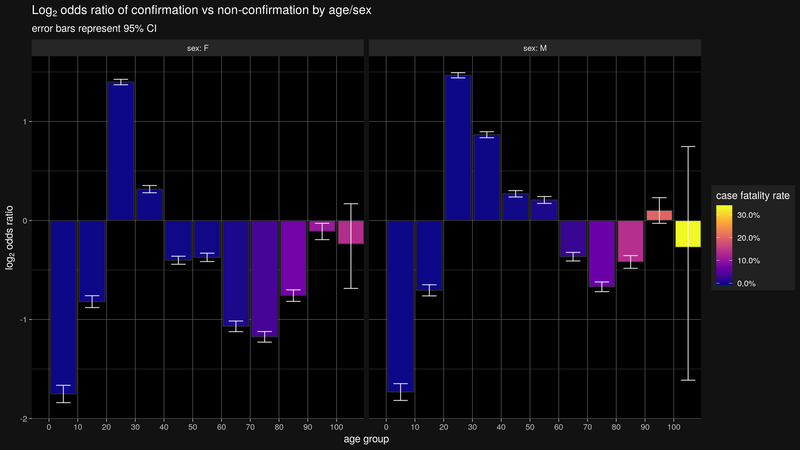 Log₂ odds ratio of confirmation vs non-confirmation by age/sex
error bars represent 95% CI
sex: F
sex: M
log₂ odds ratio
1
0
-1
-2
0 10 20 30 40 50 60 70 80 90 100
0 10 20 30 40 50 60 70 80 90 100
age group
case fatality rate
30.0%
20.0%
10.0%
0.0%